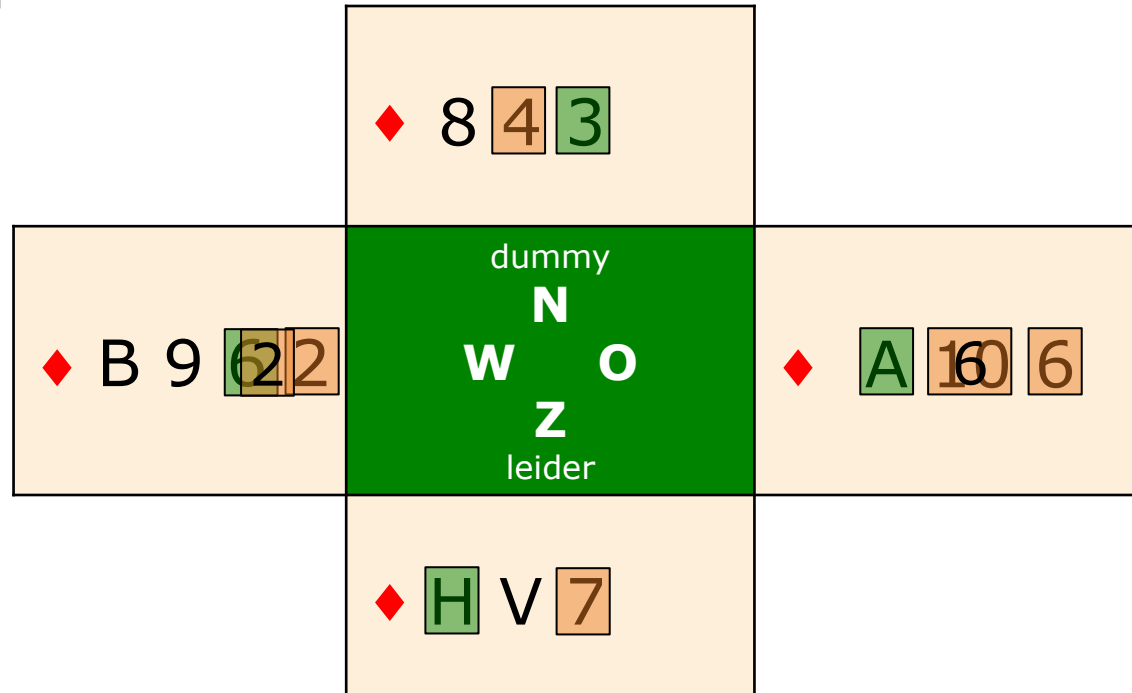 ♦ 8 4 3
dummy
N
♦ B 9 6 2 2
W O
♦ A 10 6 6
Z
leider
♦ H V 7